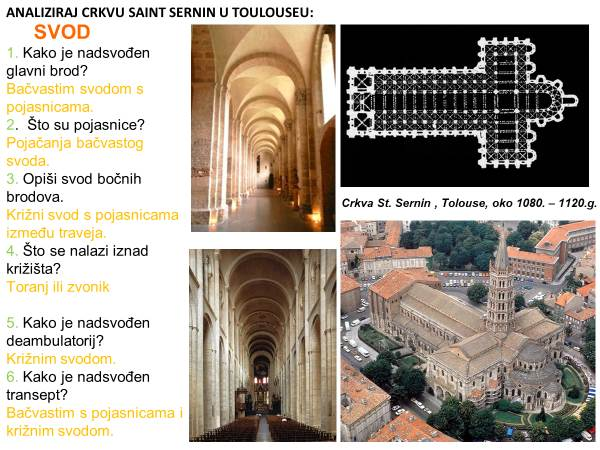 ANALIZIRAJ CRKVU SAINT SERNIN U TOULOUSEU:
SVOD
1. Kako je nadsvođen
glavni brod?
Bačvastim svodom s
pojasnicama.
2.  Što su pojasnice?
Pojačanja bačvastog
svoda.
3. Opiši svod bočnih
brodova.
Križni svod s pojasnicama
između traveja.
4. Što se nalazi iznad
križišta?
Toranj ili zvonik
5. Kako je nadsvođen
deambulatorij?
Križnim svodom.
6. Kako je nadsvođen
transept?
Bačvastim s pojasnicama i
križnim svodom.
Crkva St. Sernin , Tolouse, oko 1080. – 1120.g.